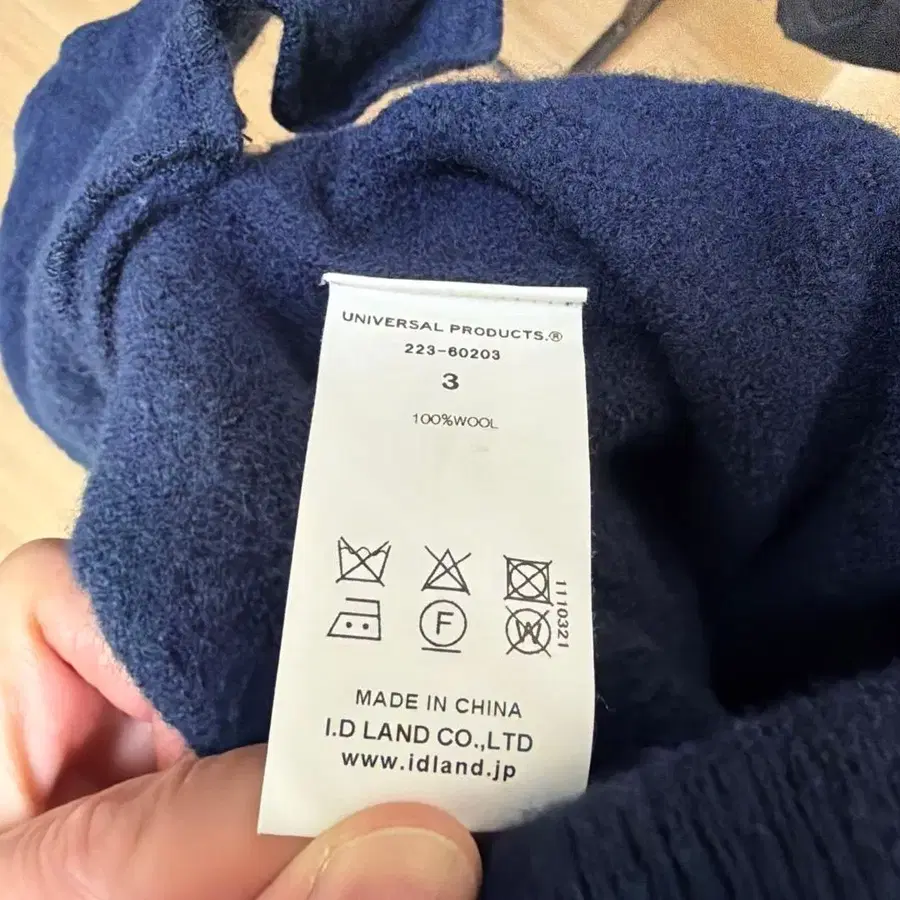 UNIVERSAL PRODUCTS.®
223-60203
3
100%WOOL
F
W
1110321
MADE IN CHINA
I.D LAND CO.,LTD
www.idland.jp